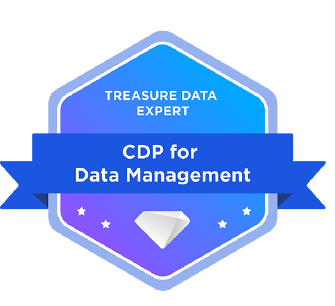 TREASURE DATA
EXPERT
CDP for
Data Management